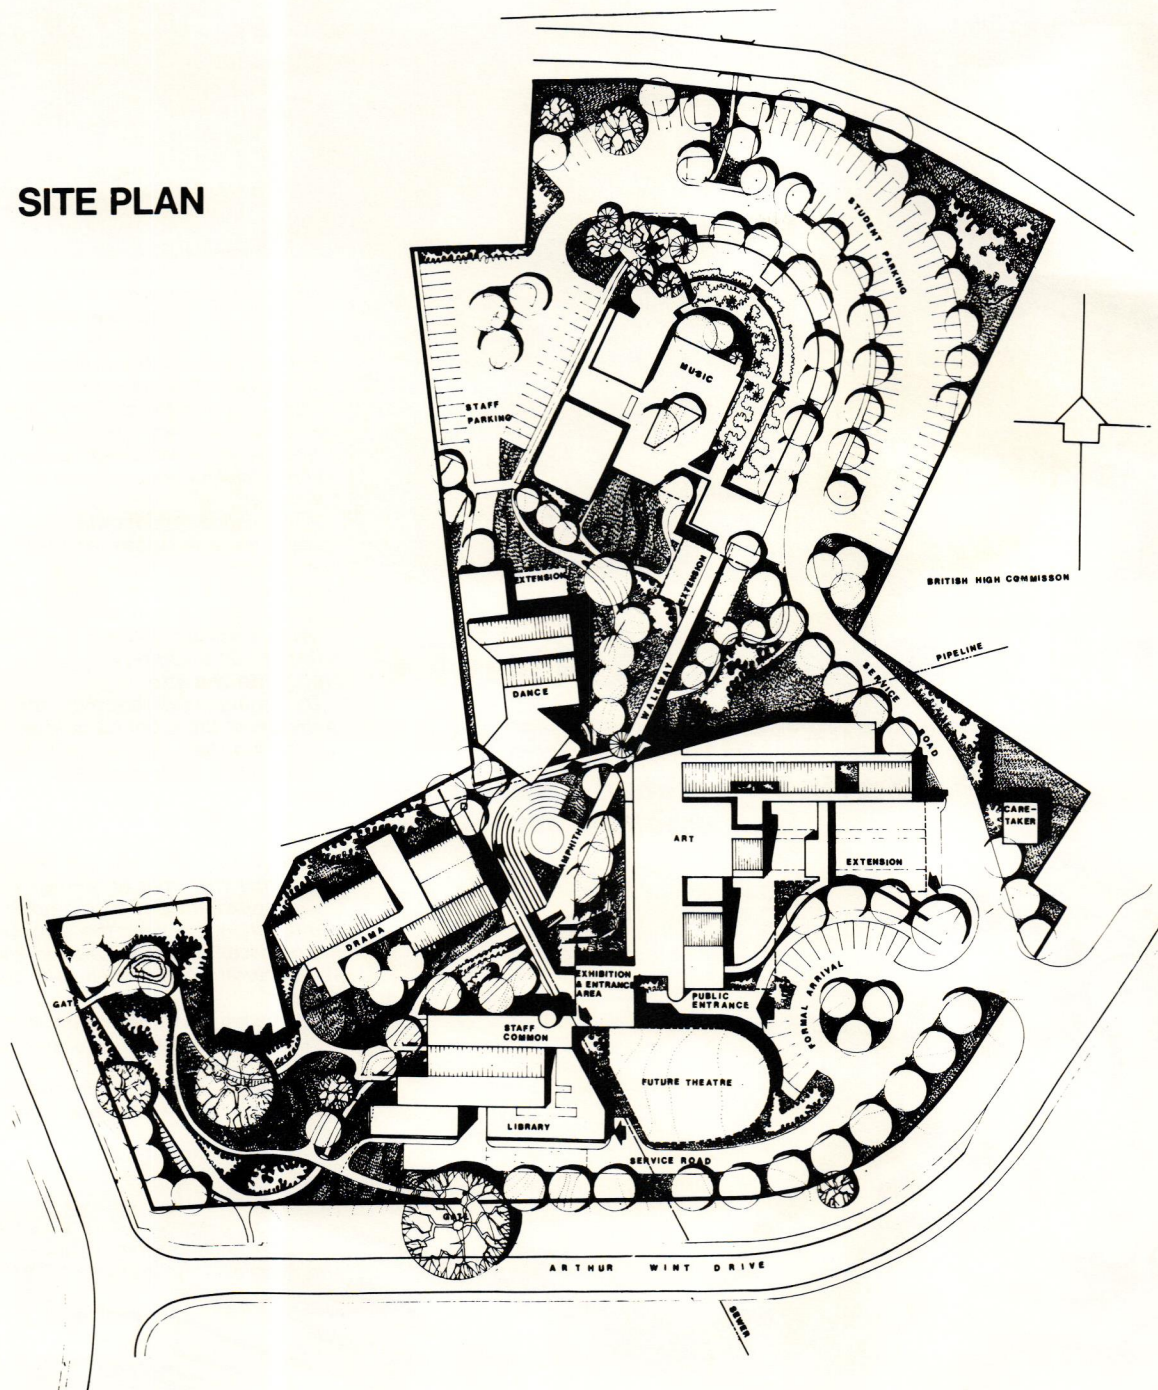 SITE PLAN
STUDENT PARKING
MUSIC
STAFF
PARKING
EXTENSION
EXTENSION
BRITISH HIGH COMMISSON
PIPELINE
SERVICE ROAD
WALKWAY
DANCE
CARE-
TAKER
AMPHITH
ART
EXTENSION
DRAMA
EXHIBITION
& ENTRANCE
AREA
PUBLIC
ENTRANCE
FORMAL ARRIVAL
GATE
STAFF
COMMON
FUTURE THEATRE
LIBRARY
SERVICE ROAD
GATE
ARTHUR WINT DRIVE
SEWER